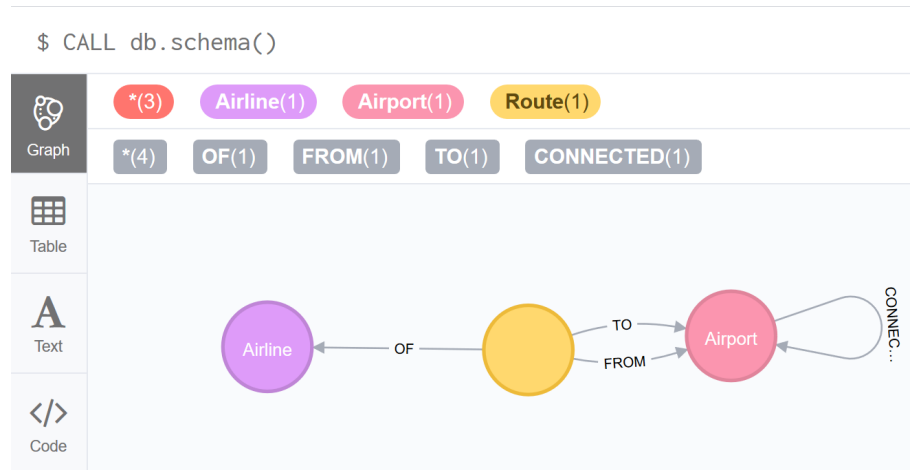 $ CALL db.schema()
*(3) Airline(1) Airport(1) Route(1)
*(4) OF(1) FROM(1) TO(1) CONNECTED(1)
Graph
Table
Text
Code
Airline
OF
TO
FROM
Airport
CONNEC...